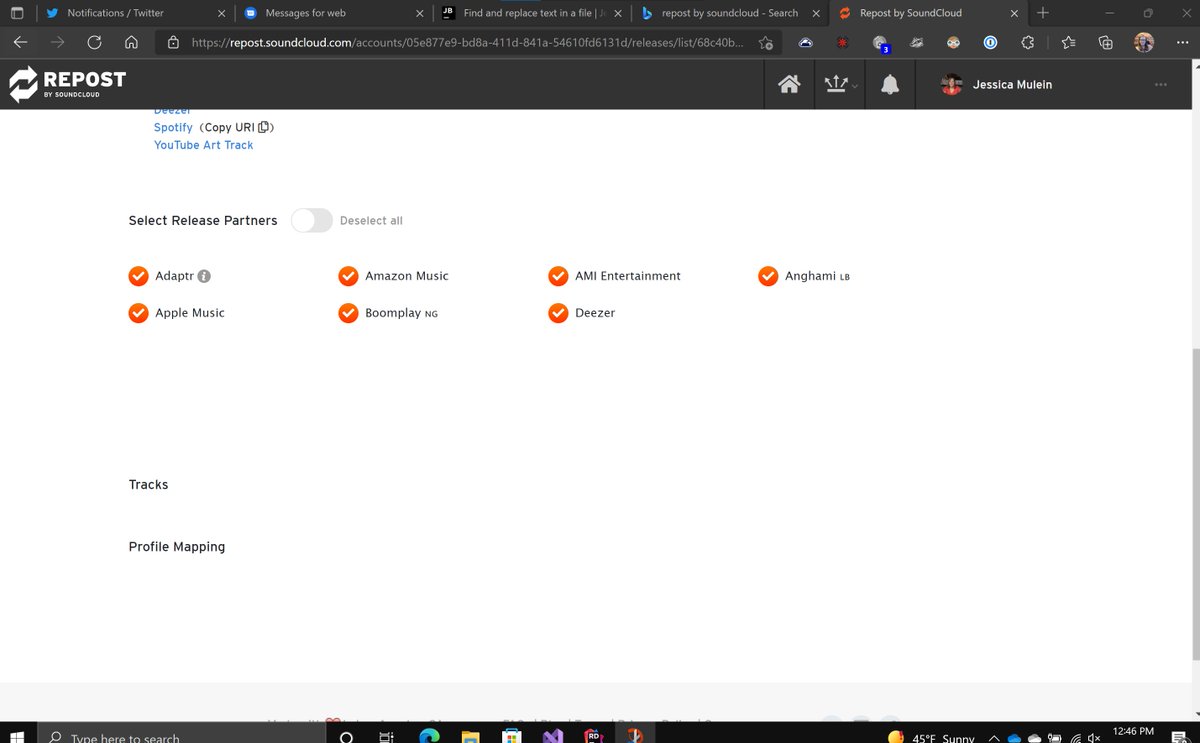 Notifications / Twitter
Messages for web
JB Find and replace text in a file | Je
repost by soundcloud - Search
Repost by SoundCloud
https://repost.soundcloud.com/accounts/05e877e9-bd8a-411d-841a-54610fd6131d/releases/list/68c40b...
3
REPOST
BY SOUNDCLOUD
Jessica Mulein
Deezer
Spotify (Copy URI)
YouTube Art Track
Select Release Partners Deselect all
Adaptr Amazon Music AMI Entertainment Anghami LB
Apple Music Boomplay NG Deezer
Tracks
Profile Mapping
Type here to search
RD
45°F Sunny
12:46 PM